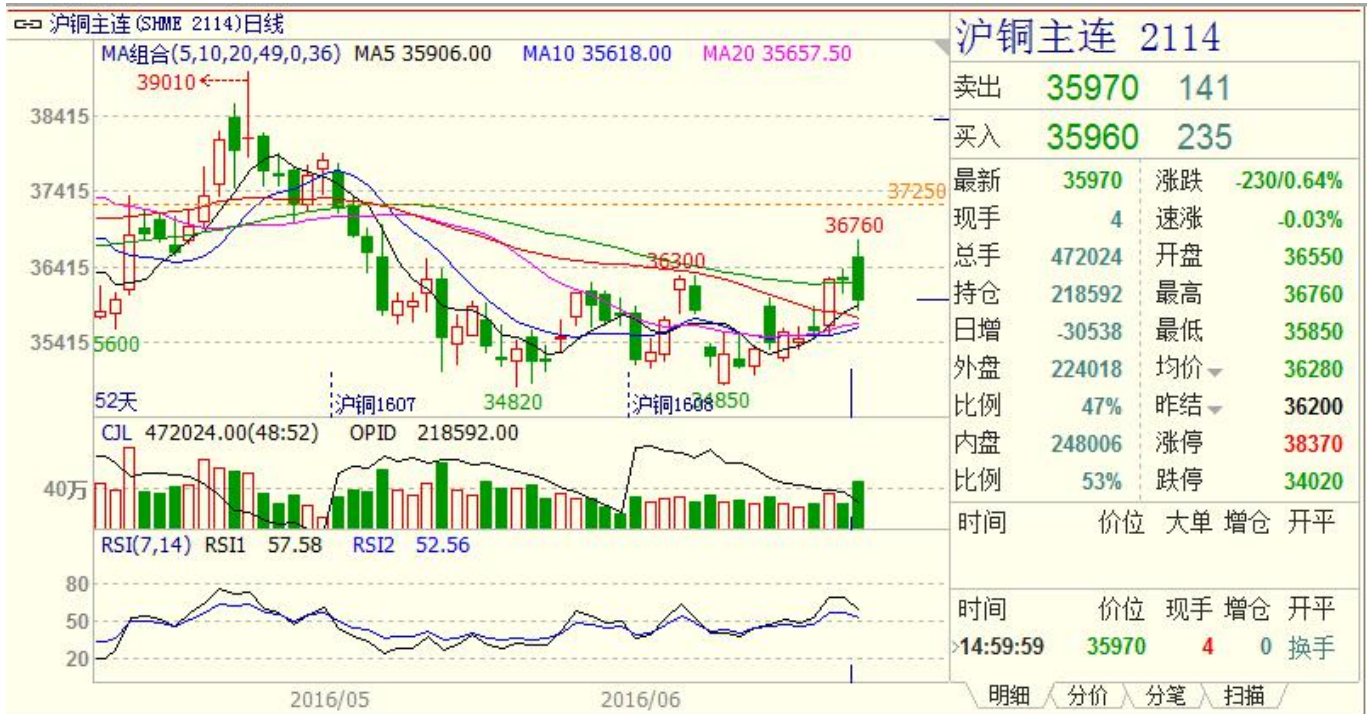 沪铜主连(SHME 2114)日线
MA组合(5,10,20,49,0,36) MA5 35906.00 MA10 35618.00 MA20 35657.50
39010
38415
37415
37250
36760
36415
36300
35415
5600
52天
沪铜1607
34820
沪铜1608
34850
CJL 472024.00(48:52) OPID 218592.00
40万
RSI(7,14) RSI1 57.58 RSI2 52.56
80
50
20
2016/05
2016/06
沪铜主连 2114
卖出 35970 141
买入 35960 235
最新 35970 涨跌 -230/0.64%
现手 4 速涨 -0.03%
总手 472024 开盘 36550
持仓 218592 最高 36760
日增 -30538 最低 35850
外盘 224018 均价 36280
比例 47% 昨结 36200
内盘 248006 涨停 38370
比例 53% 跌停 34020
时间 价位 大单 增仓 开平
时间 价位 现手 增仓 开平
14:59:59 35970 4 0 换手
明细 分价 分笔 扫描